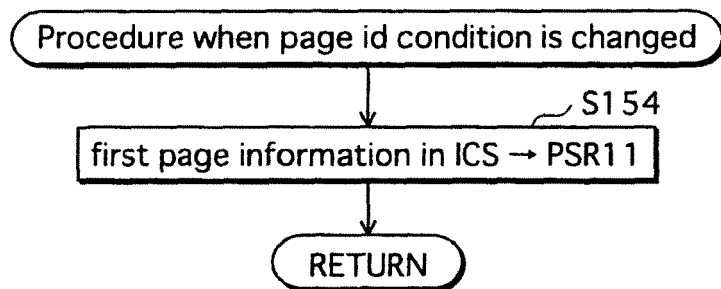 Procedure when page id condition is changed
S154
first page information in ICS → PSR11
RETURN